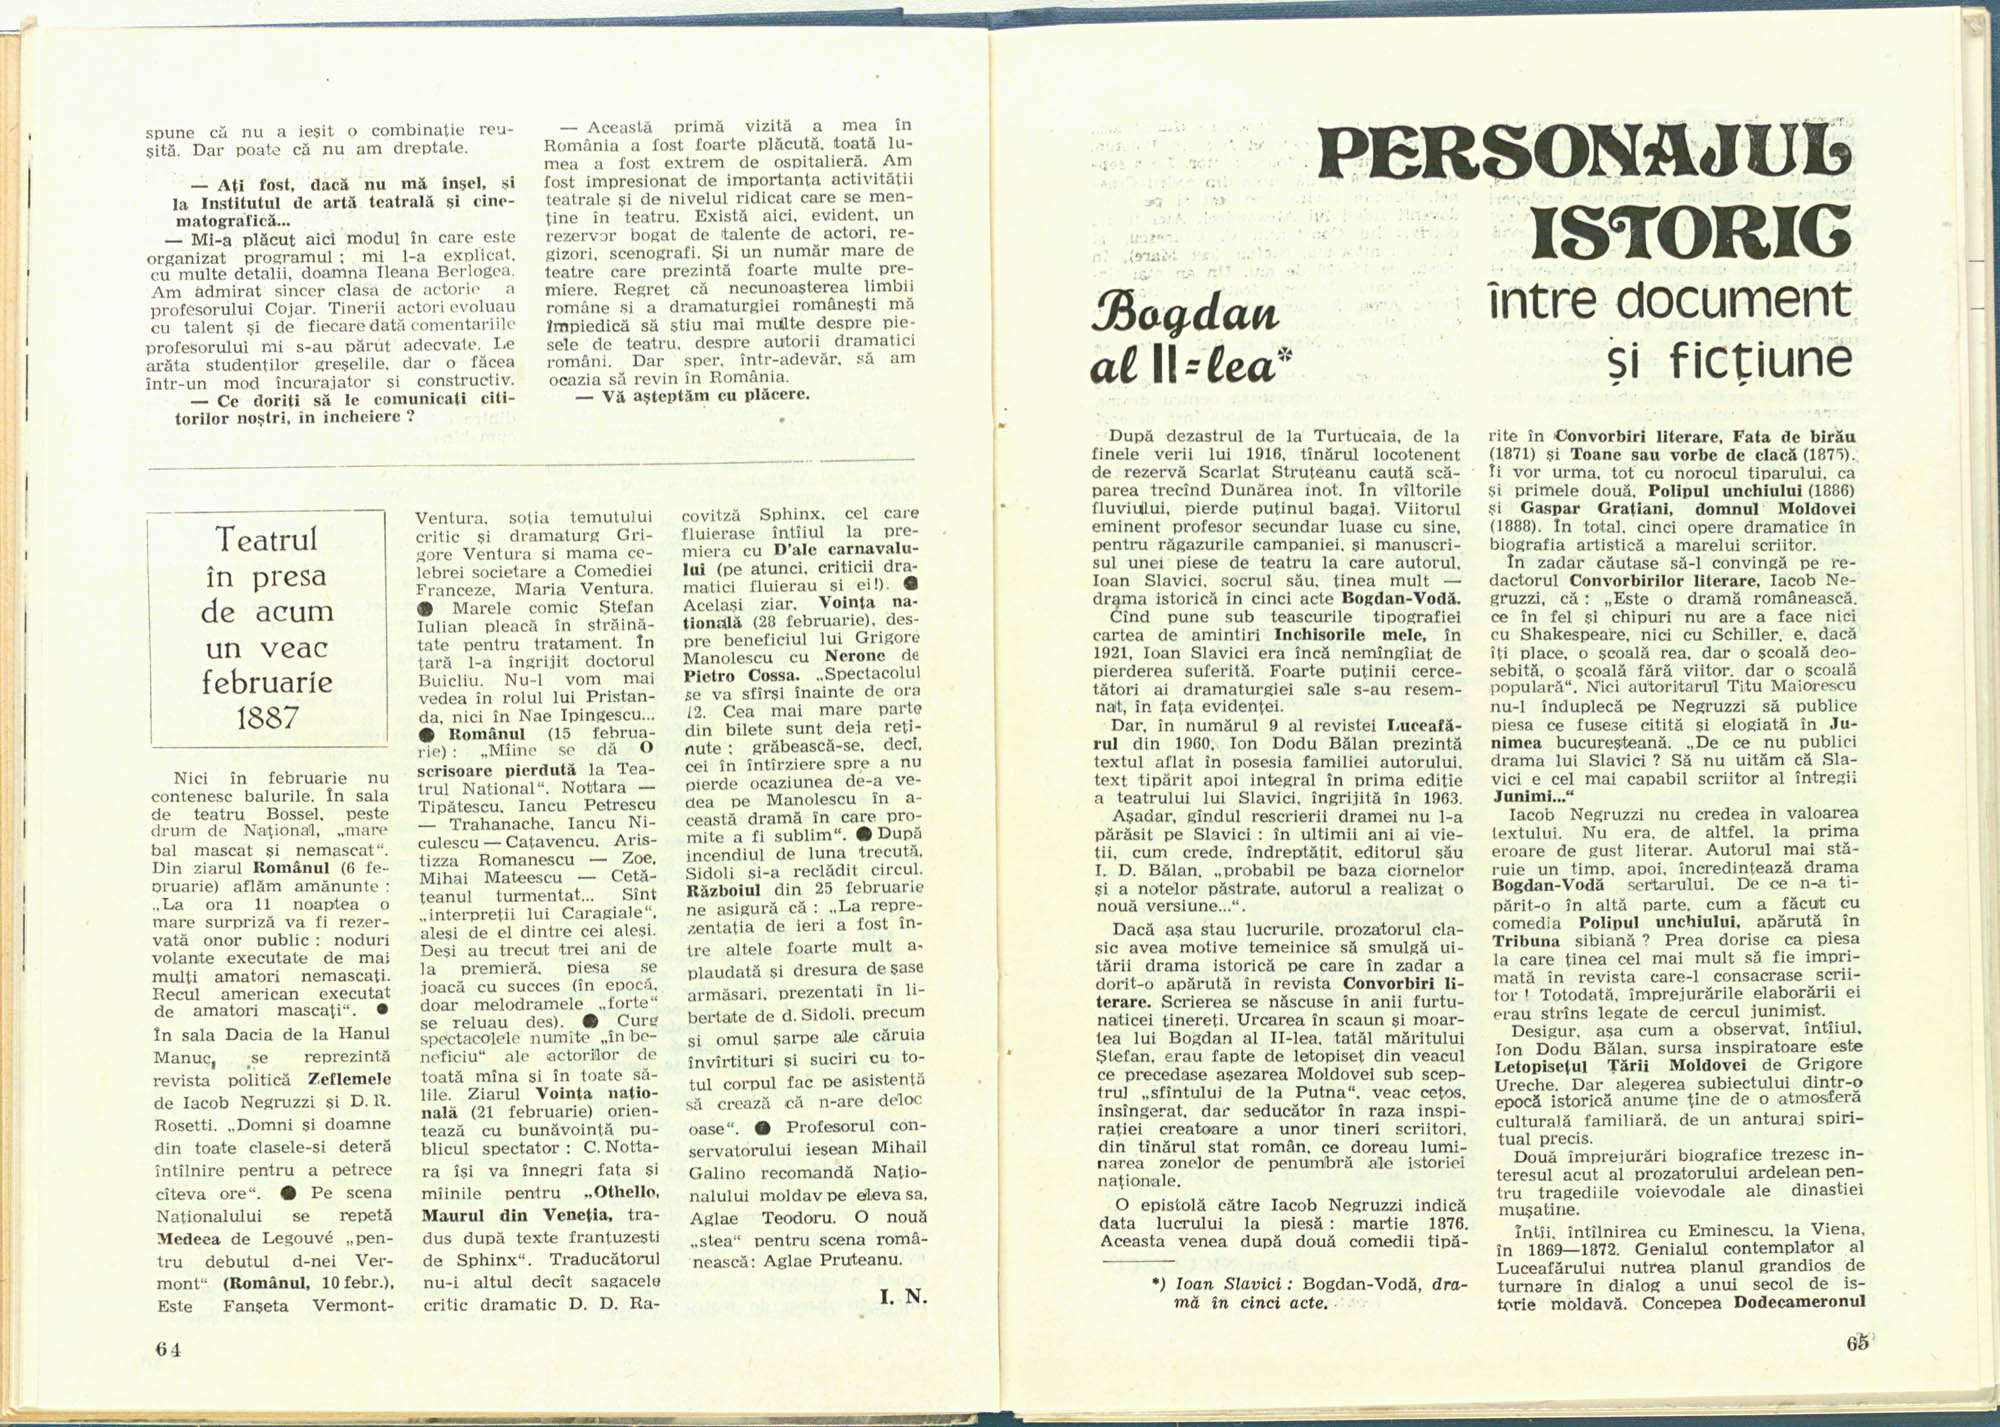 spune că nu a ieșit o combinație reu-
șită. Dar poate că nu am dreptate.
— Ați fost, dacă nu mă înșel, și
la Institutul de artă teatrală și cine-
matografică...
— Mi-a plăcut aici modul în care este
organizat programul ; mi l-a explicat,
cu multe detalii, doamna Ileana Berlogea.
Am admirat sincer clasa de actorie a
profesorului Cojar. Tinerii actori evoluau
cu talent și de fiecare dată comentariile
profesorului mi s-au părut adecvate. Le
arăta studenților greșelile, dar o făcea
într-un mod încurajator și constructiv.
— Ce doriți să le comunicați citi-
torilor noștri, în încheiere ?
— Această primă vizită a mea în
România a fost foarte plăcută, toată lu-
mea a fost extrem de ospitalieră. Am
fost impresionat de importanța activității
teatrale și de nivelul ridicat care se men-
ține în teatru. Există aici, evident, un
rezervor bogat de talente de actori, re-
gizori, scenografi. Și un număr mare de
teatre care prezintă foarte multe pre-
miere. Regret că necunoașterea limbii
române și a dramaturgiei românești mă
împiedică să știu mai multe despre pie-
sele de teatru, despre autorii dramatici
români. Dar sper, într-adevăr, să am
ocazia să revin în România.
— Vă așteptăm cu plăcere.
Teatrul
în presa
de acum
un veac
februarie
1887
Nici în februarie nu
contenesc balurile. În sala
de teatru Bossel, peste
drum de Național, „mare
bal mascat și nemascat“.
Din ziarul Românul (6 fe-
bruarie) aflăm amănunte :
„La ora 11 noaptea o
mare surpriză va fi rezer-
vată onor public : noduri
volante executate de mai
mulți amatori nemascați.
Recul american executat
de amatori mascați“. ●
În sala Dacia de la Hanul
Manuc, se reprezintă
revista politică Zeflemele
de Iacob Negruzzi și D. R.
Rosetti. „Domni și doamne
din toate clasele-și deteră
întîlnire pentru a petrece
cîteva ore“. ● Pe scena
Naționalului se repetă
Medeea de Legouvé „pen-
tru debutul d-nei Ver-
mont“ (Românul, 10 febr.),
Este Fanșeta Vermont-
Ventura, soția temutului
critic și dramaturg Gri-
gore Ventura și mama ce-
lebrei societare a Comediei
Franceze, Maria Ventura.
● Marele comic Ștefan
Iulian pleacă în străină-
tate pentru tratament. În
țară l-a îngrijit doctorul
Buicliu. Nu-l vom mai
vedea în rolul lui Pristan-
da, nici în Nae Ipingescu...
● Românul (15 februa-
rie) : „Mîine se dă O
scrisoare pierdută la Tea-
trul National“. Nottara —
Tipătescu, Iancu Petrescu
— Trahanache, Iancu Ni-
culescu — Cațavencu, Aris-
tizza Romanescu — Zoe,
Mihai Mateescu — Cetă-
țeanul turmentat... Sînt
„interpreții lui Caragiale“,
aleși de el dintre cei aleși.
Deși au trecut trei ani de
la premieră, piesa se
joacă cu succes (în epocă,
doar melodramele „forte“
se reluau des). ● Curg
spectacolele numite „în be-
neficiu“ ale actorilor de
toată mîna și în toate să-
lile. Ziarul Voința națio-
nală (21 februarie) orien-
tează cu bunăvoință pu-
blicul spectator : C. Notta-
ra își va înnegri fața și
mîinile pentru „Othello,
Maurul din Veneția, tra-
dus după texte franțuzești
de Sphinx“. Traducătorul
nu-i altul decît sagacele
critic dramatic D. D. Ra-
covitză Sphinx, cel care
fluierase întîiul la pre-
miera cu D'ale carnavalu-
lui (pe atunci, criticii dra-
matici fluierau și ei!). ●
Același ziar, Voința na-
țională (28 februarie), des-
pre beneficiul lui Grigore
Manolescu cu Nerone de
Pietro Cossa. „Spectacolul
se va sfîrși înainte de ora
12. Cea mai mare parte
din bilete sunt deja reți-
nute ; grăbească-se, deci,
cei în întîrziere spre a nu
pierde ocaziunea de-a ve-
dea pe Manolescu în a-
ceastă dramă în care pro-
mite a fi sublim“. ● După
incendiul de luna trecută,
Sidoli și-a reclădit circul.
Războiul din 25 februarie
ne asigură că : „La repre-
zentația de ieri a fost în-
tre altele foarte mult a-
plaudată și dresura de șase
armăsari, prezentați în li-
bertate de d. Sidoli, precum
și omul șarpe ale căruia
învîrtituri și suciri cu to-
tul corpul fac pe asistență
să crează că n-are deloc
oase“. ● Profesorul con-
servatorului ieșean Mihail
Galino recomandă Națio-
nalului moldav pe eleva sa,
Aglae Teodoru. O nouă
„stea“ pentru scena româ-
nească: Aglae Pruteanu.
I. N.
64
PERSONAJUL
ISTORIC
între document
și ficțiune
Bogdan
al II-lea*
După dezastrul de la Turtucaia, de la
finele verii lui 1916, tînărul locotenent
de rezervă Scarlat Struțeanu caută scă-
parea trecînd Dunărea înot. În vîltorile
fluviului, pierde puținul bagaj. Viitorul
eminent profesor secundar luase cu sine,
pentru răgazurile campaniei, și manuscri-
sul unei piese de teatru la care autorul,
Ioan Slavici, socrul său, ținea mult —
drama istorică în cinci acte Bogdan-Vodă.
Cînd pune sub teascurile tipografiei
cartea de amintiri Închisorile mele, în
1921, Ioan Slavici era încă nemîngîiat de
pierderea suferită. Foarte puținii cerce-
tători ai dramaturgiei sale s-au resem-
nat, în fața evidenței.
Dar, în numărul 9 al revistei Luceafă-
rul din 1960, Ion Dodu Bălan prezintă
textul aflat în posesia familiei autorului,
text tipărit apoi integral în prima ediție
a teatrului lui Slavici, îngrijită în 1963.
Așadar, gîndul rescrierii dramei nu l-a
părăsit pe Slavici : în ultimii ani ai vie-
ții, cum crede, îndreptățit, editorul său
I. D. Bălan, „probabil pe baza ciornelor
și a notelor păstrate, autorul a realizat o
nouă versiune...“.
Dacă așa stau lucrurile, prozatorul cla-
sic avea motive temeinice să smulgă ui-
tării drama istorică pe care în zadar a
dorit-o apărută în revista Convorbiri li-
terare. Scrierea se născuse în anii furtu-
naticei tinereți. Urcarea în scaun și moar-
tea lui Bogdan al II-lea, tatăl măritului
Ștefan, erau fapte de letopiseț din veacul
ce precedase așezarea Moldovei sub scep-
trul „sfîntului de la Putna“, veac cețos,
însîngerat, dar seducător în raza inspi-
rației creatoare a unor tineri scriitori,
din tînărul stat român, ce doreau lumi-
narea zonelor de penumbră ale istoriei
naționale.
O epistolă către Iacob Negruzzi indică
data lucrului la piesă : martie 1876.
Aceasta venea după două comedii tipă-
*) Ioan Slavici : Bogdan-Vodă, dra-
mă în cinci acte.
rite în Convorbiri literare, Fata de birău
(1871) și Toane sau vorbe de clacă (1875).
Îi vor urma, tot cu norocul tiparului, ca
și primele două, Polipul unchiului (1886)
și Gaspar Grațiani, domnul Moldovei
(1888). În total, cinci opere dramatice în
biografia artistică a marelui scriitor.
În zadar căutase să-l convingă pe re-
dactorul Convorbirilor literare, Iacob Ne-
gruzzi, că : „Este o dramă românească,
ce în fel și chipuri nu are a face nici
cu Shakespeare, nici cu Schiller, e, dacă
îți place, o școală rea, dar o școală deo-
sebită, o școală fără viitor, dar o școală
populară“. Nici autoritarul Titu Maiorescu
nu-l înduplecă pe Negruzzi să publice
piesa ce fusese citită și elogiată în Ju-
nimea bucureșteană. „De ce nu publici
drama lui Slavici ? Să nu uităm că Sla-
vici e cel mai capabil scriitor al întregii
Junimi...“
Iacob Negruzzi nu credea în valoarea
textului. Nu era, de altfel, la prima
eroare de gust literar. Autorul mai stă-
ruie un timp, apoi, încredințează drama
Bogdan-Vodă sertarului. De ce n-a ti-
părit-o în altă parte, cum a făcut cu
comedia Polipul unchiului, apărută în
Tribuna sibiană ? Prea dorise ca piesa
la care ținea cel mai mult să fie impri-
mată în revista care-l consacrase scrii-
tor ! Totodată, împrejurările elaborării ei
erau strîns legate de cercul junimist.
Desigur, așa cum a observat, întîiul,
Ion Dodu Bălan, sursa inspiratoare este
Letopisețul Țării Moldovei de Grigore
Ureche. Dar alegerea subiectului dintr-o
epocă istorică anume ține de o atmosferă
culturală familiară, de un anturaj spiri-
tual precis.
Două împrejurări biografice trezesc in-
teresul acut al prozatorului ardelean pen-
tru tragediile voievodale ale dinastiei
mușatine.
Întîi, întîlnirea cu Eminescu, la Viena,
în 1869—1872. Genialul contemplator al
Luceafărului nutrea planul grandios de
turnare în dialog a unui secol de is-
torie moldavă. Concepea Dodecameronul
65